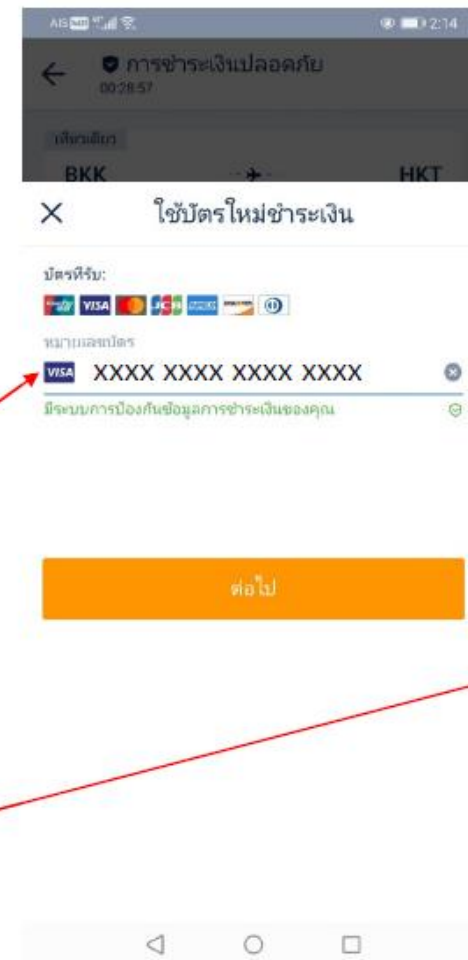 AIS
2:14
การชำระเงินปลอดภัย
00:28:57
เที่ยวเดียว
BKK HKT
ใช้บัตรใหม่ชำระเงิน
บัตรที่รับ:
VISA JCB
หมายเลขบัตร
VISA XXXX XXXX XXXX XXXX
มีระบบการป้องกันข้อมูลการชำระเงินของคุณ
ต่อไป